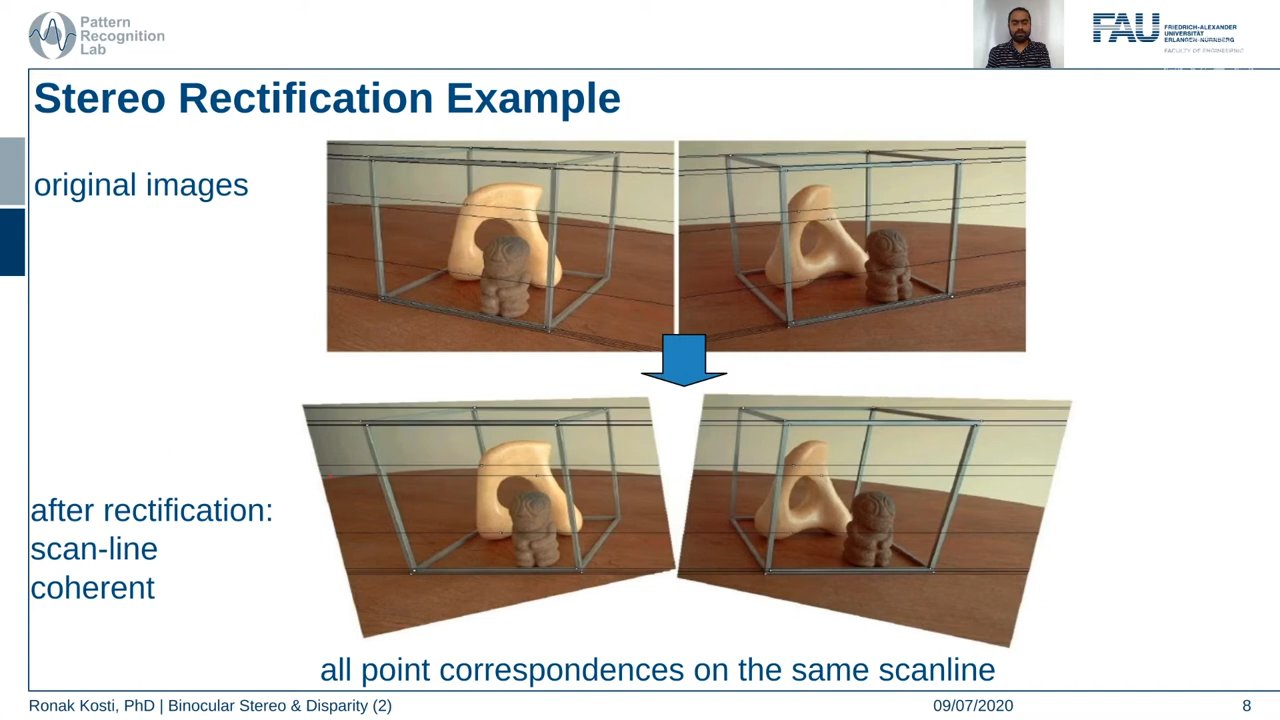 Pattern
Recognition
Lab
FAU
FRIEDRICH-ALEXANDER
UNIVERSITÄT
ERLANGEN-NÜRNBERG
FACULTY OF ENGINEERING
Stereo Rectification Example
original images
after rectification:
scan-line
coherent
all point correspondences on the same scanline
Ronak Kosti, PhD | Binocular Stereo & Disparity (2)
09/07/2020
8